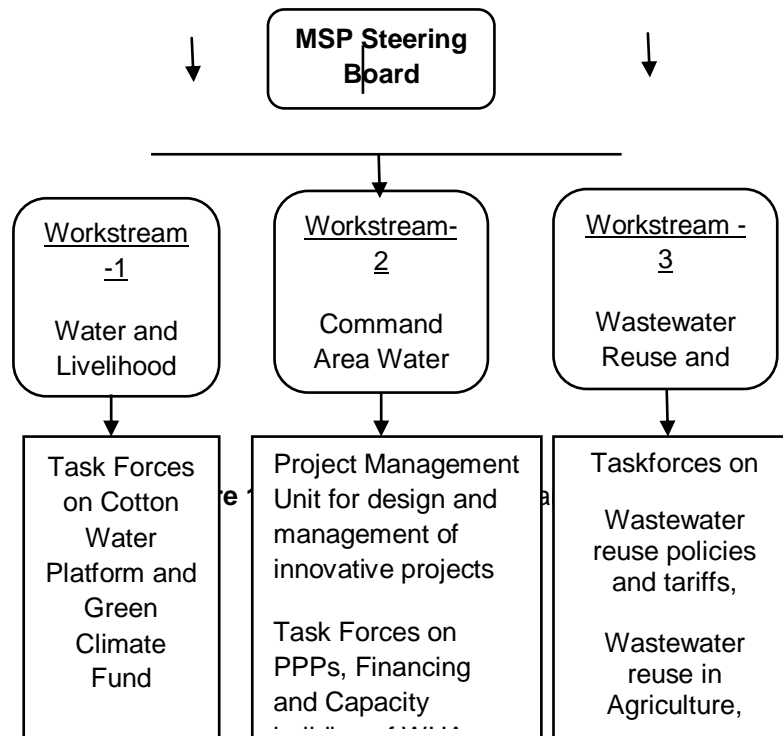 MSP Steering
Board
Workstream
-1
Water and
Livelihood
Workstream-
2
Command
Area Water
Workstream -
3
Wastewater
Reuse and
Task Forces
on Cotton
Water
Platform and
Green
Climate
Fund
re
Project Management
Unit for design and
management of
innovative projects
Task Forces on
PPPs, Financing
and Capacity
Taskforces on
Wastewater
reuse policies
and tariffs,
Wastewater
reuse in
Agriculture,